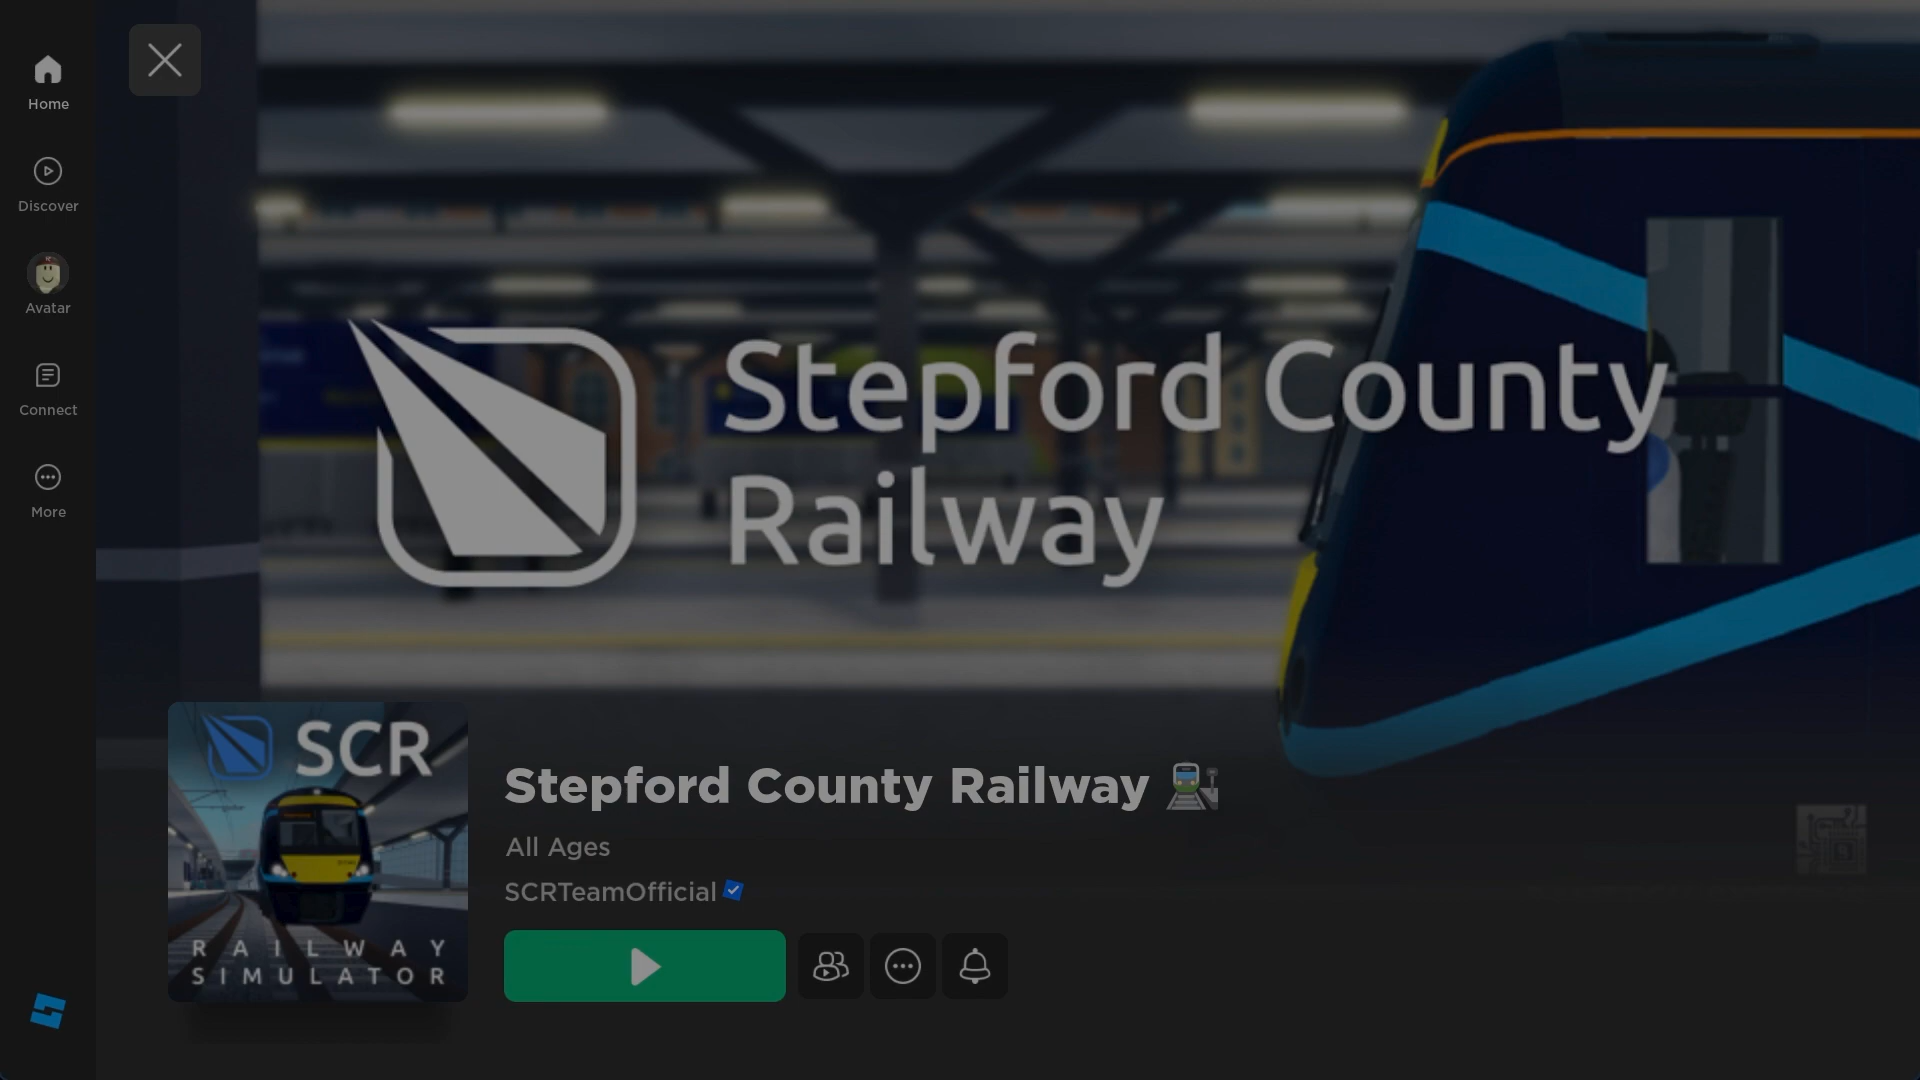 Home
Discover
Avatar
Connect
More
Stepford County
Railway
SCR
RAILWAY
SIMULATOR
Stepford County Railway
All Ages
SCRTeamOfficial